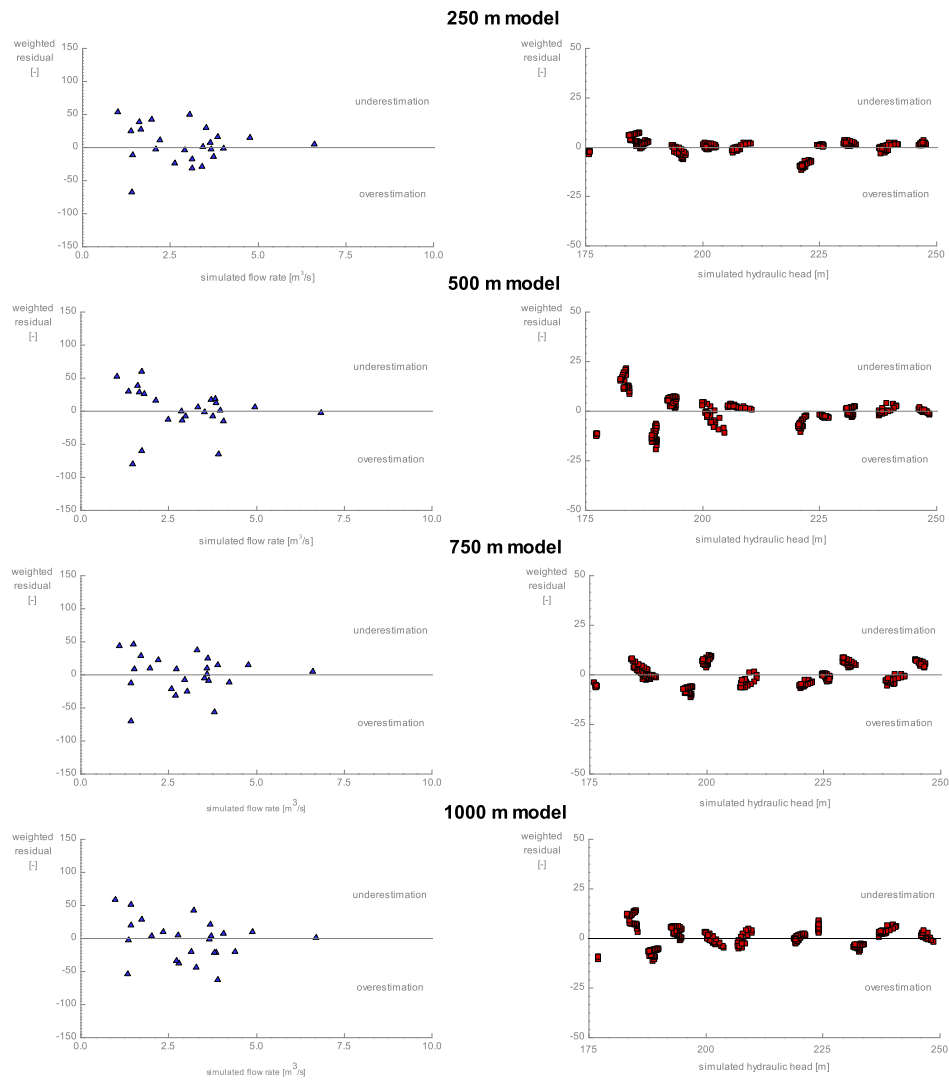 250 m model
weighted
residual
[-]
150
100
50
0
-50
-100
-150
underestimation
overestimation
0.0 2.5 5.0 7.5 10.0
simulated flow rate [m³/s]
50
25
0
-25
-50
underestimation
overestimation
175 200 225 250
simulated hydraulic head [m]
500 m model
weighted
residual
[-]
150
100
50
0
-50
-100
-150
underestimation
overestimation
0.0 2.5 5.0 7.5 10.0
simulated flow rate [m³/s]
weighted
residual
[-]
50
25
0
-25
-50
underestimation
overestimation
175 200 225 250
simulated hydraulic head [m]
750 m model
weighted
residual
[-]
150
100
50
0
-50
-100
-150
underestimation
overestimation
0.0 2.5 5.0 7.5 10.0
simulated flow rate [m³/s]
weighted
residual
[-]
50
25
0
-25
-50
underestimation
overestimation
175 200 225 250
simulated hydraulic head [m]
1000 m model
weighted
residual
[-]
150
100
50
0
-50
-100
-150
underestimation
overestimation
0.0 2.5 5.0 7.5 10.0
simulated flow rate [m³/s]
weighted
residual
[-]
50
25
0
-25
-50
underestimation
overestimation
175 200 225 250
simulated hydraulic head [m]